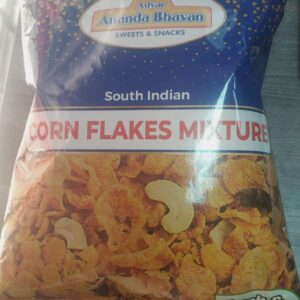 Adyar
Ananda Bhavan
SWEETS & SNACKS
South Indian
CORN FLAKES MIXTURE